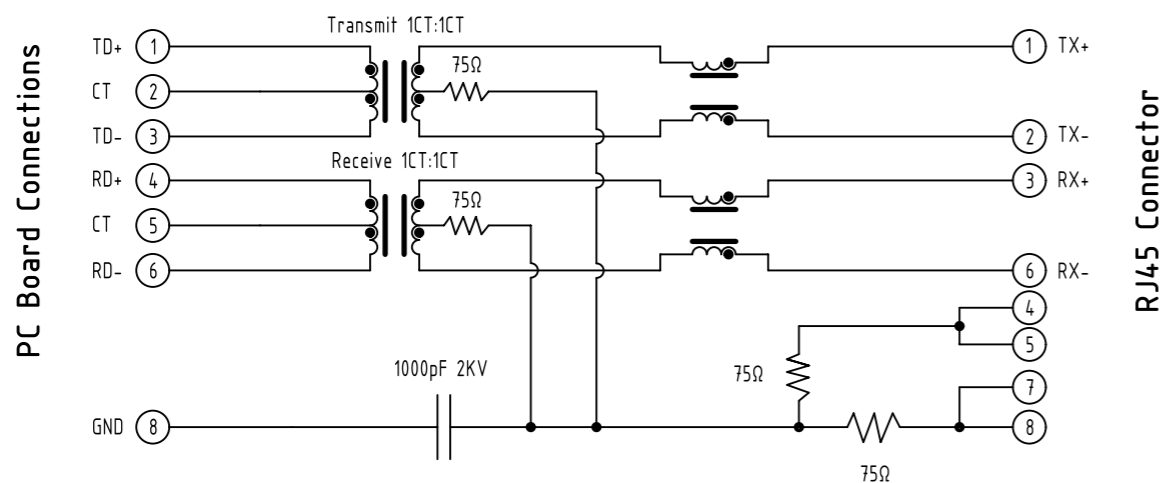 PC Board Connections
Transmit 1CT:1CT
TD+ 1
75Ω
1 TX+
CT 2
TD- 3
2 TX-
Receive 1CT:1CT
RD+ 4
75Ω
3 RX+
CT 5
RD- 6
6 RX-
4
5
1000pF 2KV
75Ω
7
GND 8
8
75Ω
RJ45 Connector